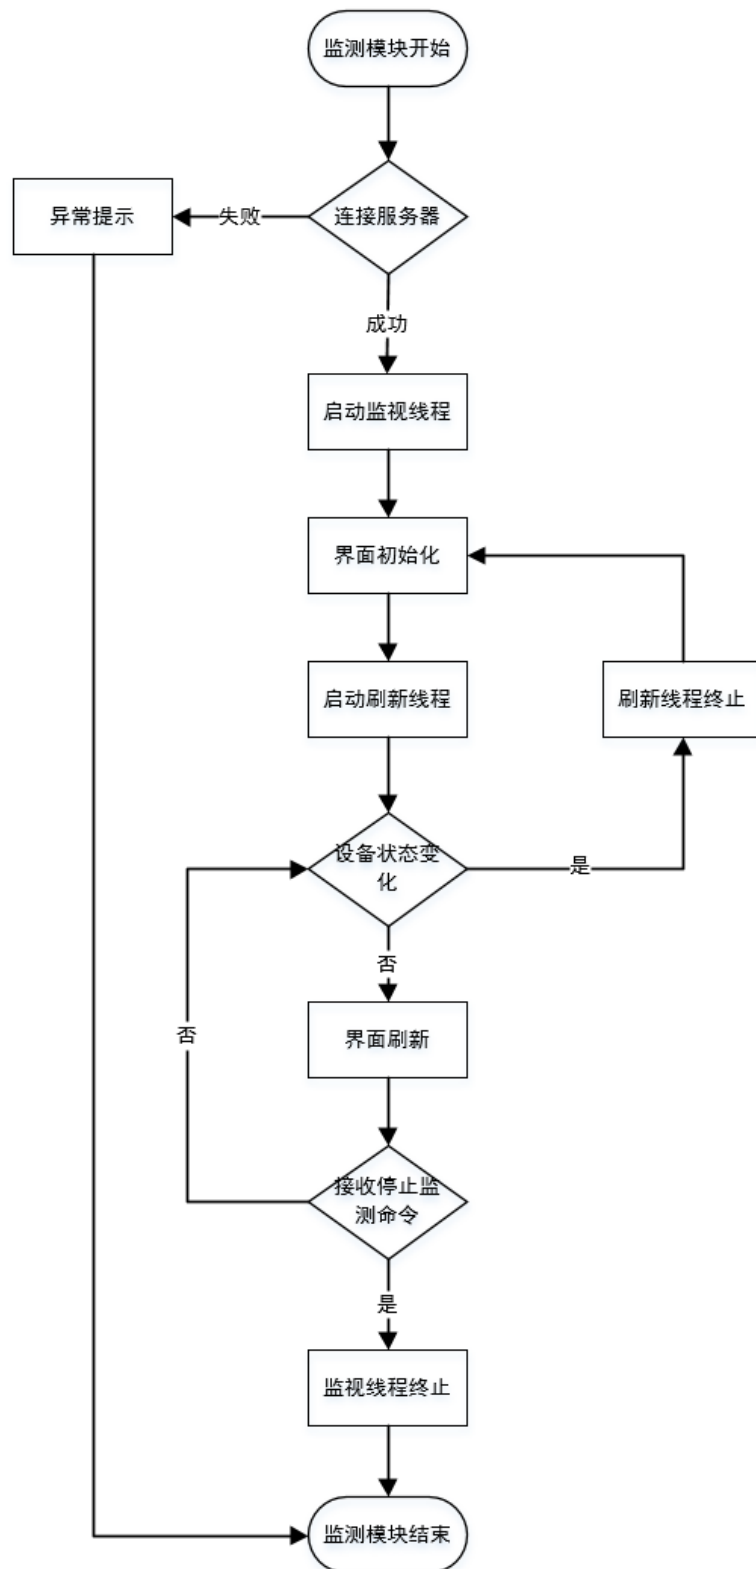 监测模块开始
连接服务器
失败
异常提示
成功
启动监视线程
界面初始化
启动刷新线程
刷新线程终止
设备状态变
化
是
否
界面刷新
否
接收停止监
测命令
是
监视线程终止
监测模块结束